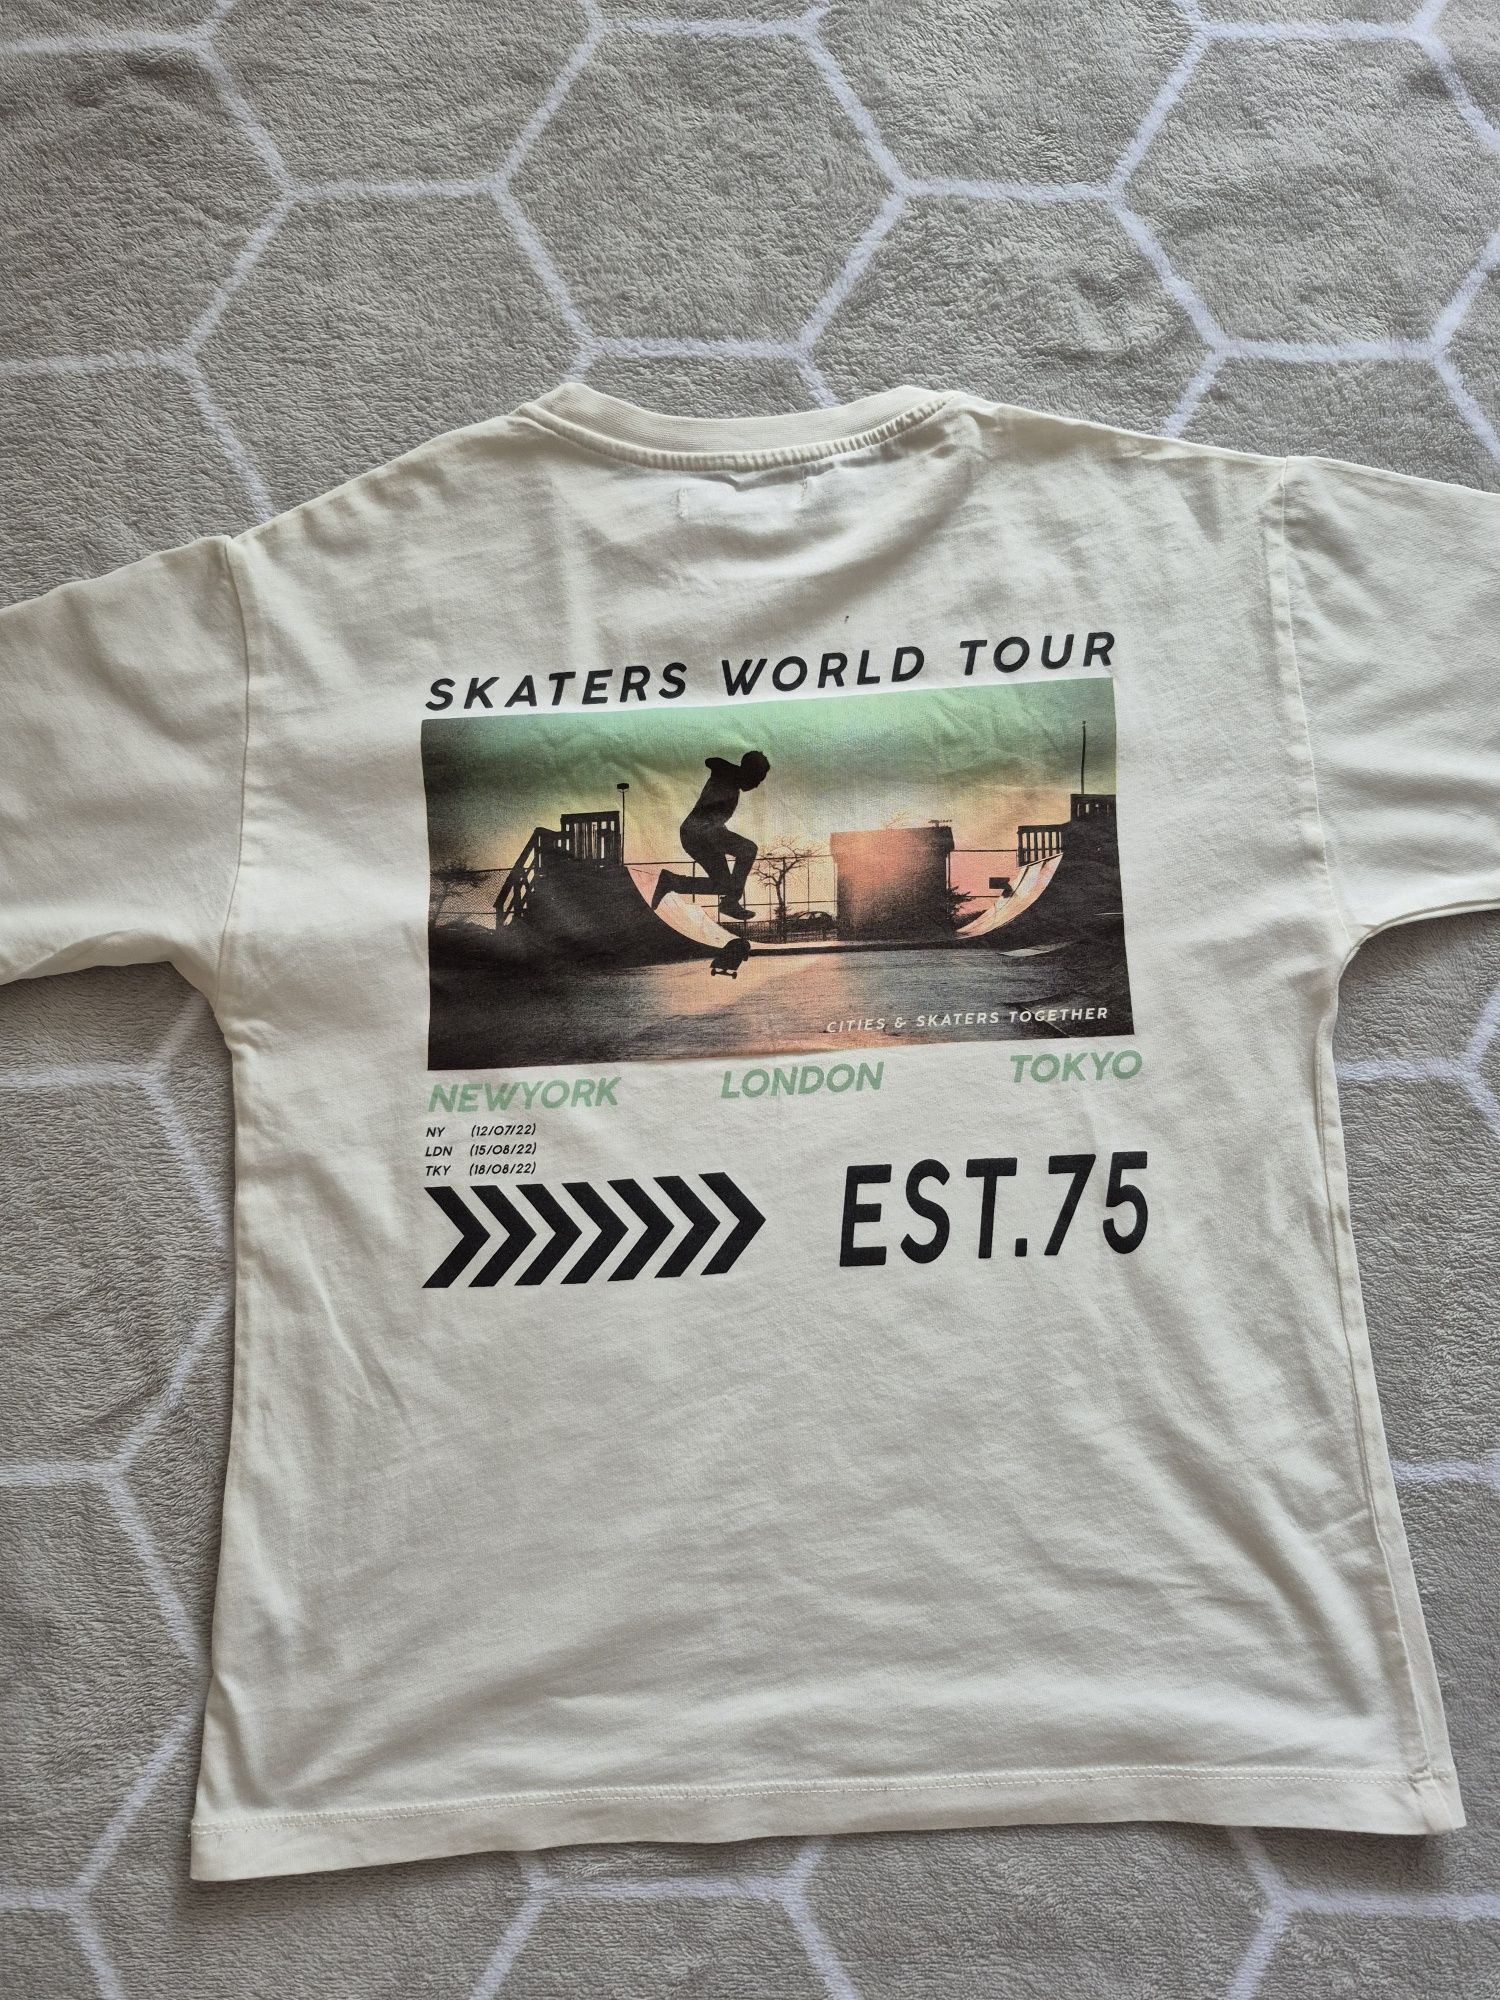 SKATERS WORLD TOUR
CITIES & SKATERS TOGETHER
NEWYORK LONDON TOKYO
NY (12/07/22)
LDN (15/08/22)
TKY (18/08/22)
EST.75